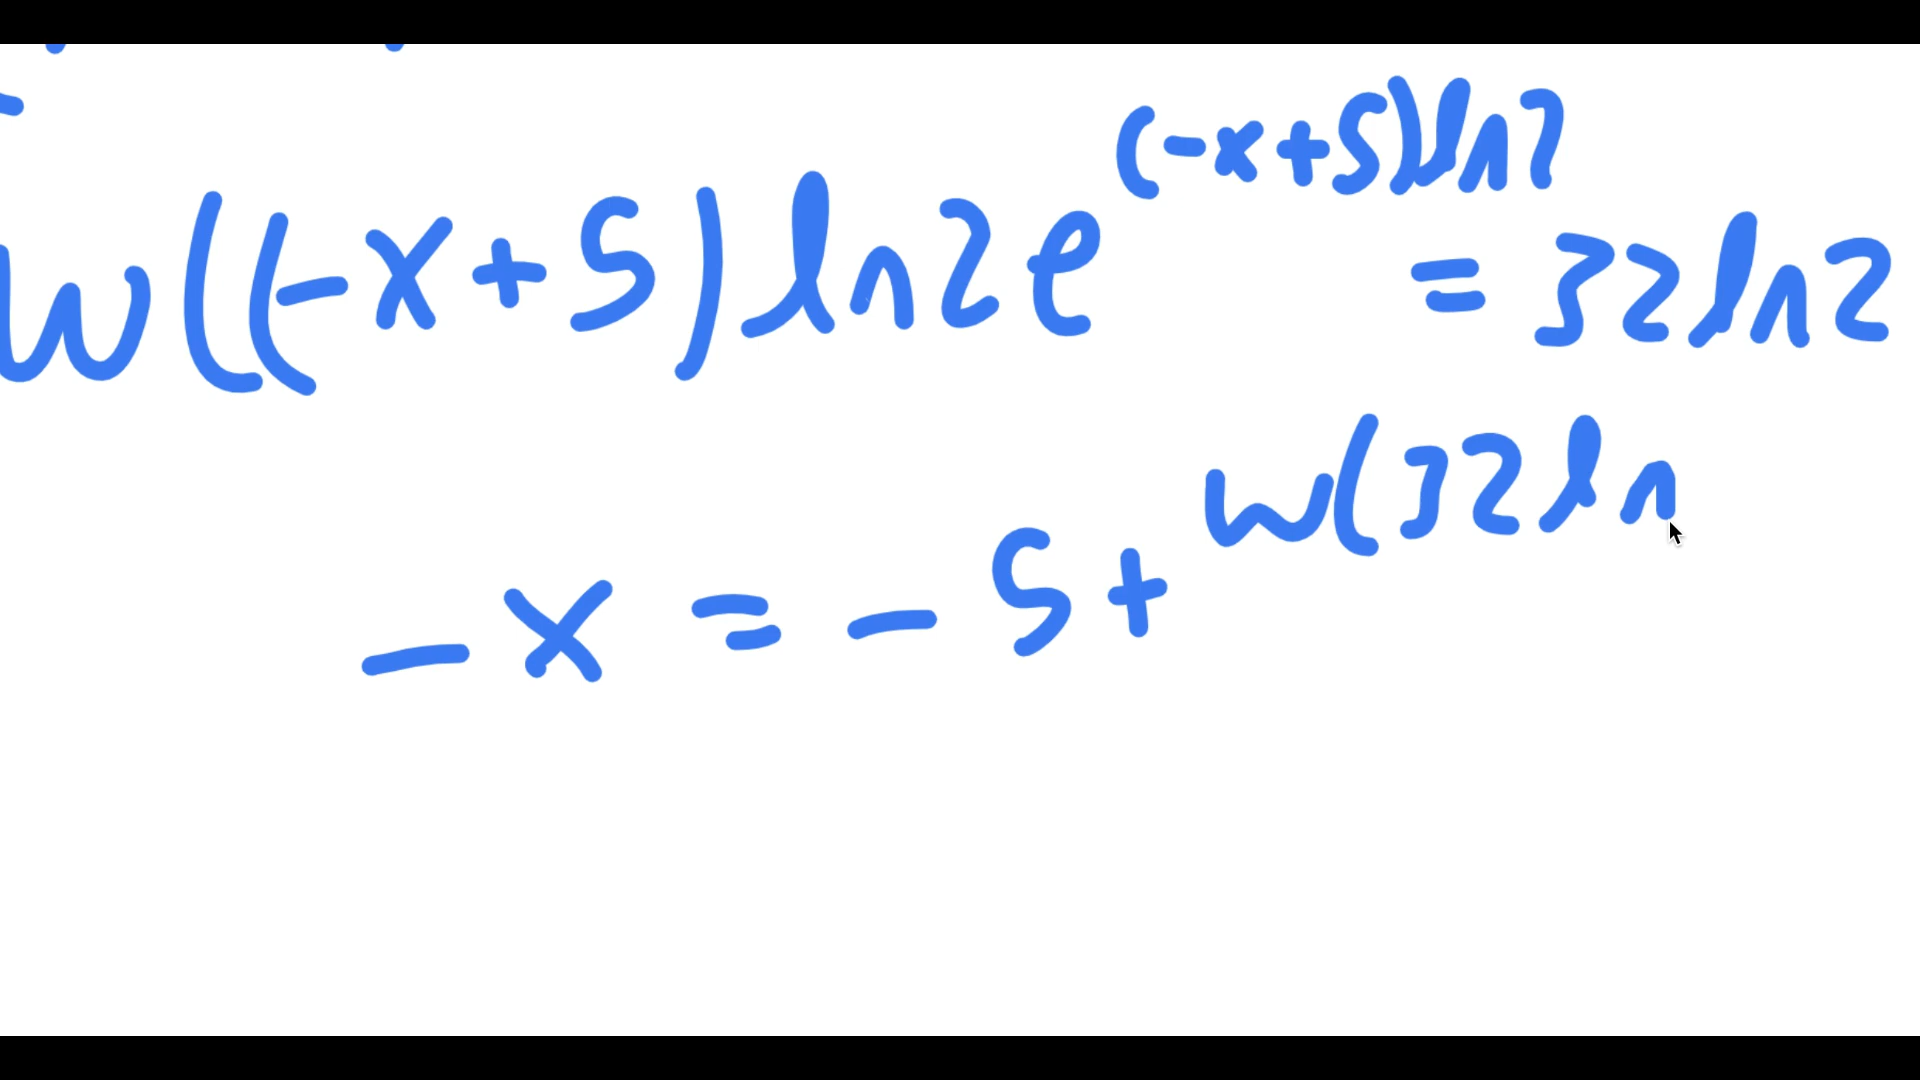 W((-x+5)ln2e^{(-x+5)ln2} = 32ln2
-x = -5+W(32ln